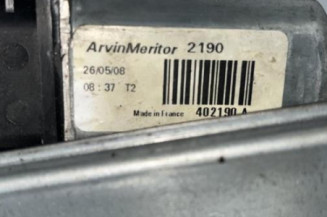 ArvinMeritor 2190
26/05/08
08:37 T2
Made in France 402190 A